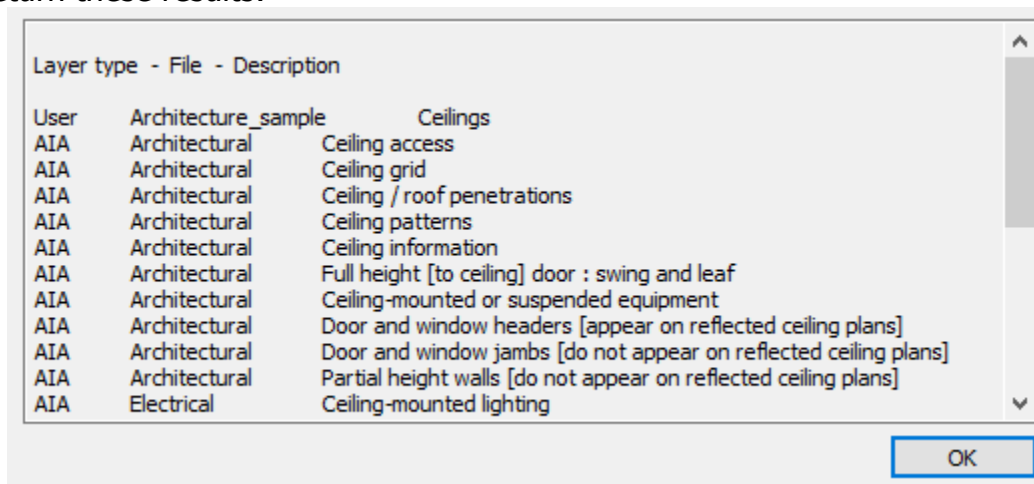 these results.
Layer type - File - Description
User Architecture_sample Ceilings
AIA Architectural Ceiling access
AIA Architectural Ceiling grid
AIA Architectural Ceiling / roof penetrations
AIA Architectural Ceiling patterns
AIA Architectural Ceiling information
AIA Architectural Full height [to ceiling] door : swing and leaf
AIA Architectural Ceiling-mounted or suspended equipment
AIA Architectural Door and window headers [appear on reflected ceiling plans]
AIA Architectural Door and window jambs [do not appear on reflected ceiling plans]
AIA Architectural Partial height walls [do not appear on reflected ceiling plans]
AIA Electrical Ceiling-mounted lighting
OK